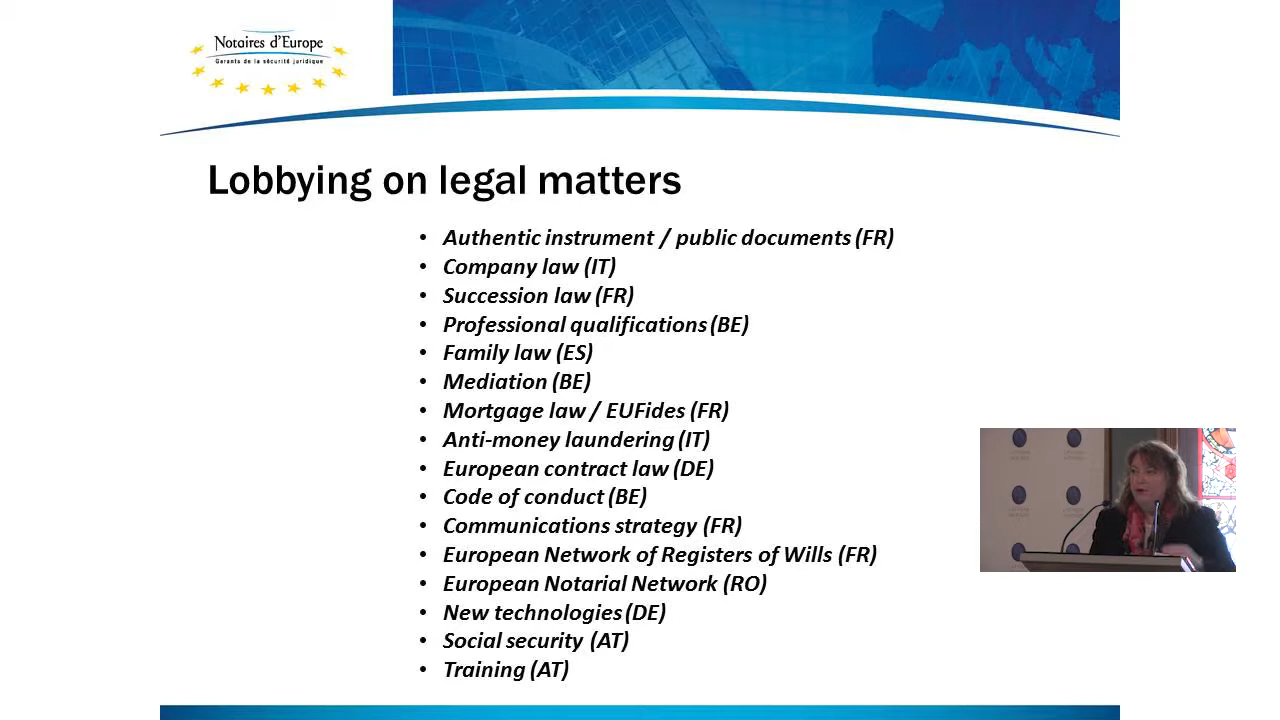 Notaires d'Europe
Garants de la sécurité juridique
Lobbying on legal matters
• Authentic instrument / public documents (FR)
• Company law (IT)
• Succession law (FR)
• Professional qualifications (BE)
• Family law (ES)
• Mediation (BE)
• Mortgage law / EUFides (FR)
• Anti-money laundering (IT)
• European contract law (DE)
• Code of conduct (BE)
• Communications strategy (FR)
• European Network of Registers of Wills (FR)
• European Notarial Network (RO)
• New technologies (DE)
• Social security (AT)
• Training (AT)